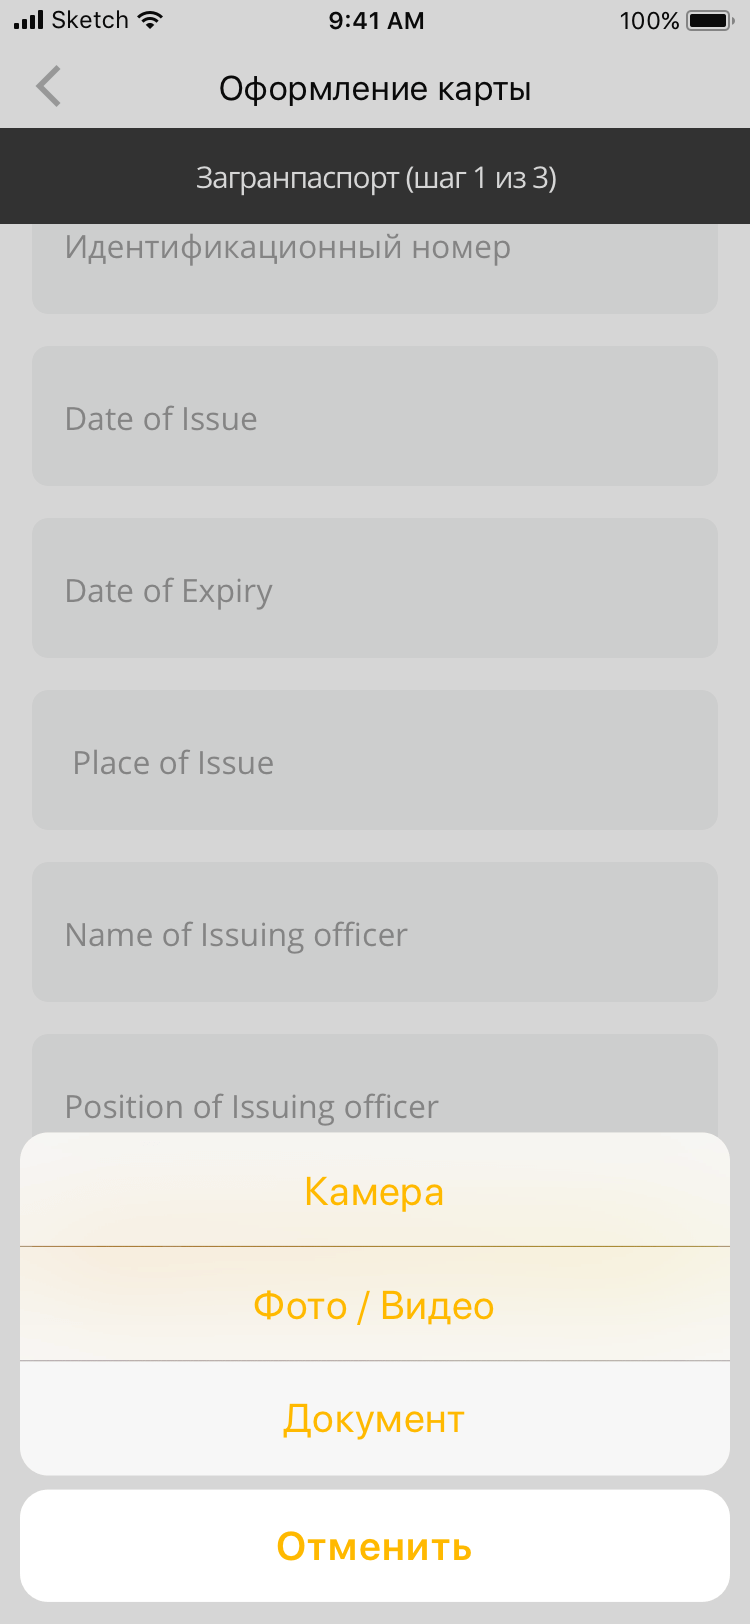 Sketch 9:41 AM 100%
Оформление карты
Загранпаспорт (шаг 1 из 3)
Идентификационный номер
Date of Issue
Date of Expiry
Place of Issue
Name of Issuing officer
Position of Issuing officer
Камера
Фото / Видео
Документ
Отменить